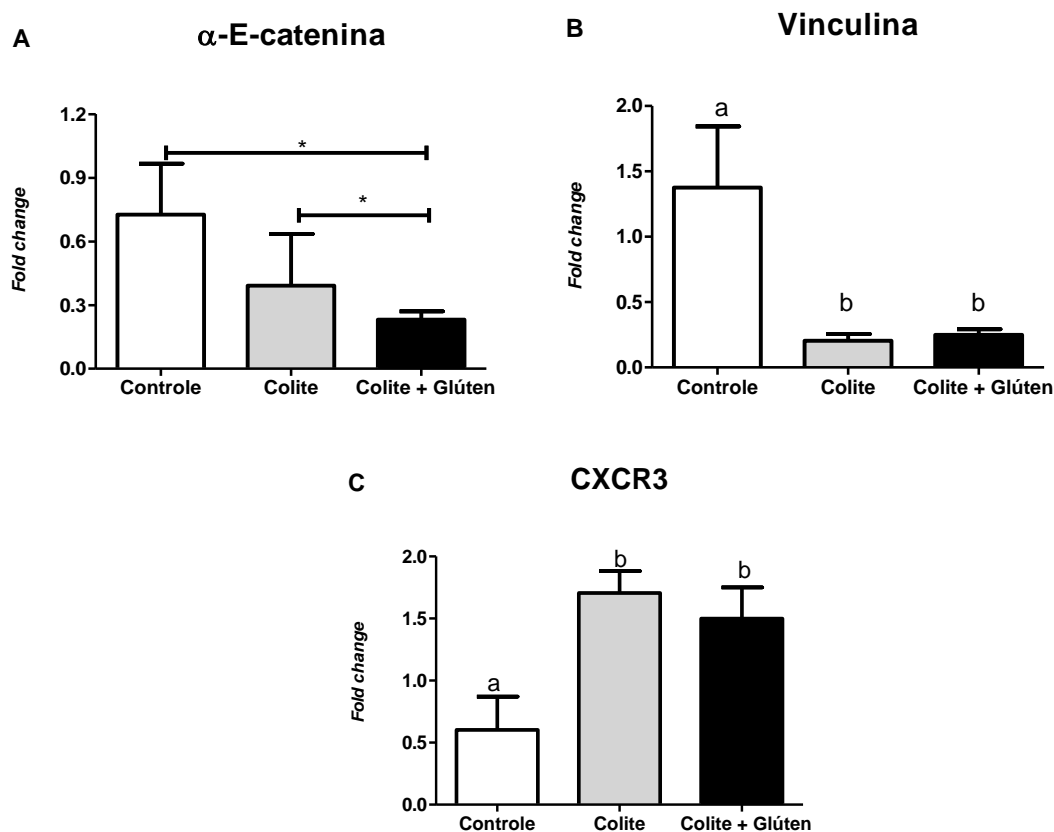 A
α-E-catenina
Fold change
1.2
0.9
0.6
0.3
0.0
*
*
Controle
Colite
Colite + Glúten
B
Vinculina
Fold change
2.0
1.5
1.0
0.5
0.0
a
b
b
Controle
Colite
Colite + Glúten
C
CXCR3
Fold change
2.0
1.5
1.0
0.5
0.0
a
b
b
Controle
Colite
Colite + Glúten